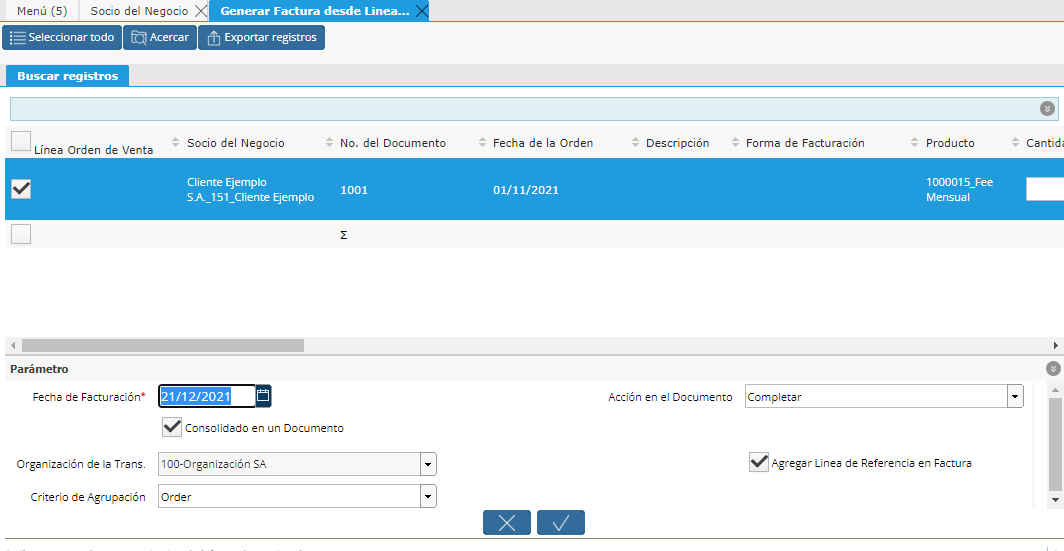 Menú (5) Socio del Negocio Generar Factura desde Línea...
Seleccionar todo Acercar Exportar registros
Buscar registros
Línea Orden de Venta Socio del Negocio No. del Documento Fecha de la Orden Descripción Forma de Facturación Producto Cantida
Cliente Ejemplo
S.A._151_Cliente Ejemplo 1001 01/11/2021 1000015_Fee
Mensual
Σ
Parámetro
Fecha de Facturación* 21/12/2021 Acción en el Documento Completar
Consolidado en un Documento
Organización de la Trans. 100-Organización SA Agregar Linea de Referencia en Factura
Criterio de Agrupación Order